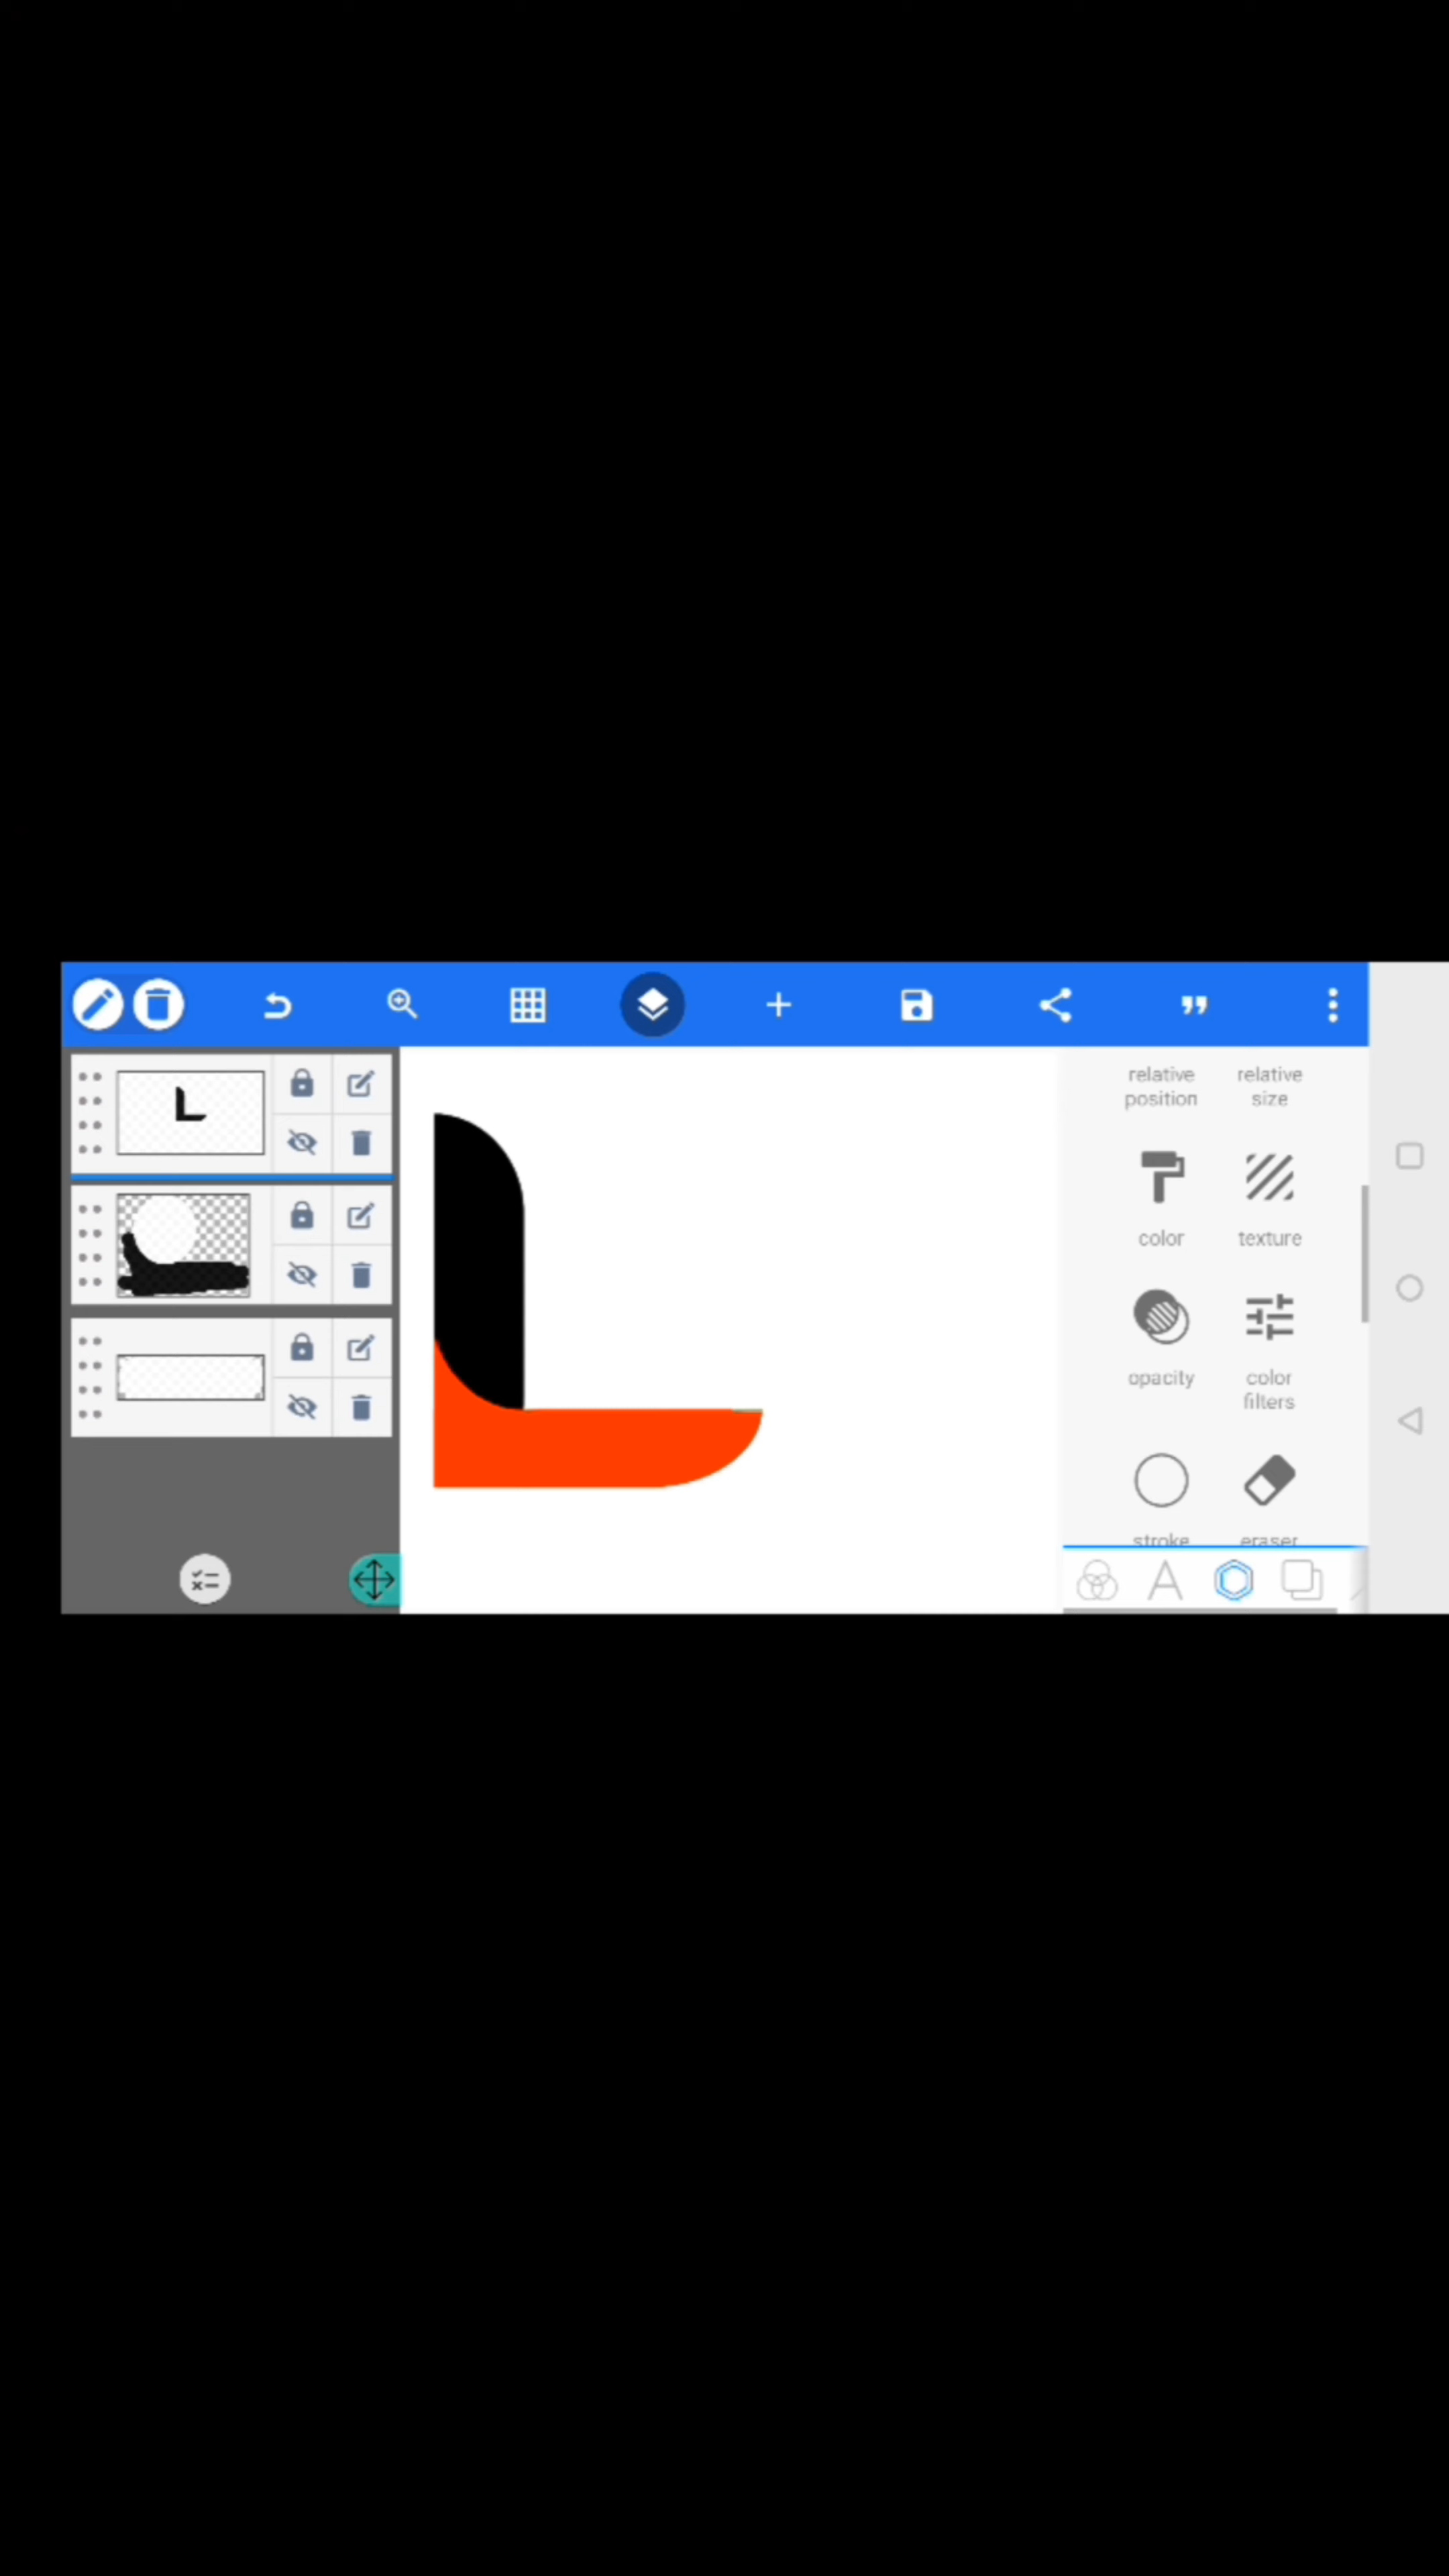 relative relative
position size
color texture
opacity color
filters
stroke eraser